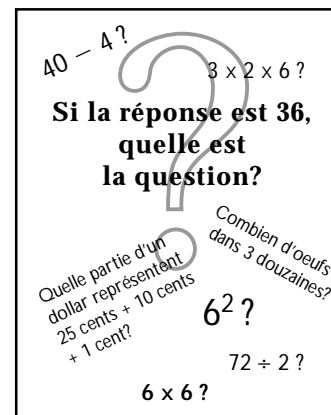 40 – 4 ?
3 x 2 x 6 ?
Si la réponse est 36,
quelle est
la question?
Quelle partie d'un
dollar représentent
25 cents + 10 cents
+ 1 cent?
Combien d'oeufs
dans 3 douzaines?
6² ?
72 ÷ 2 ?
6 x 6 ?